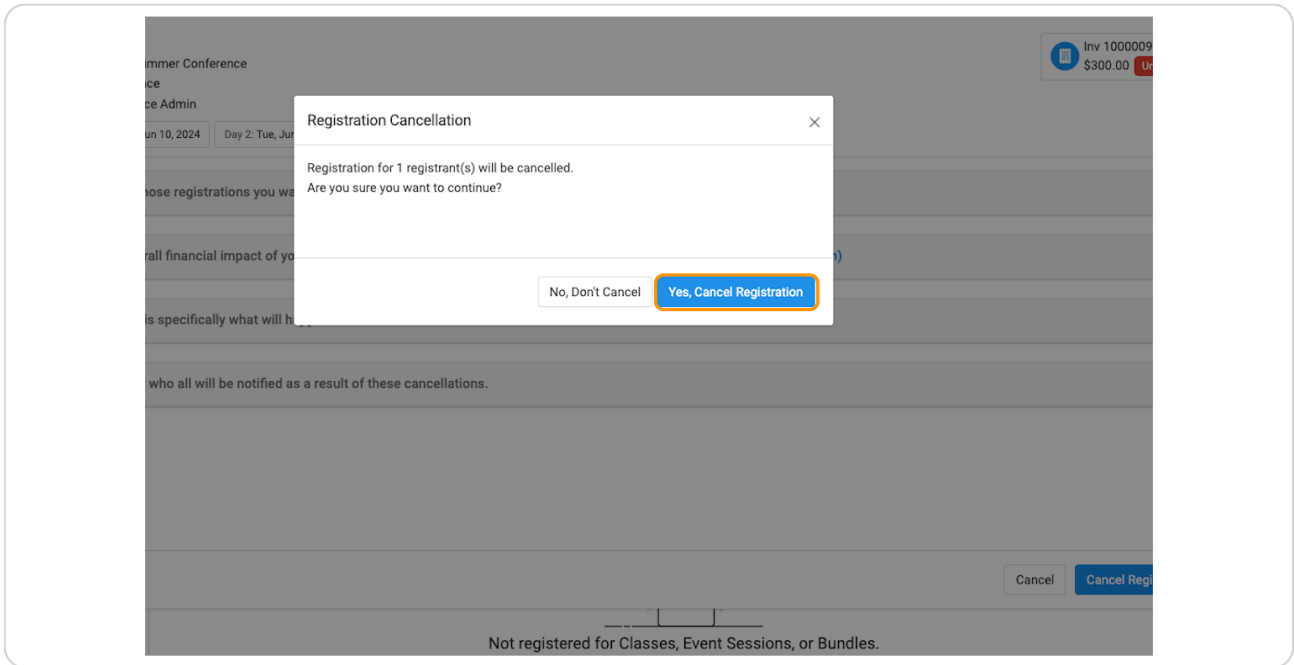 ummer Conference
Inv 1000009
nce
$300.00 Un
ce Admin
un 10, 2024 Day 2: Tue, Jun
Registration Cancellation
Registration for 1 registrant(s) will be cancelled.
Are you sure you want to continue?
No, Don't Cancel Yes, Cancel Registration
hose registrations you wa
rall financial impact of yo
n)
is specifically what will h
who all will be notified as a result of these cancellations.
Cancel Cancel Regi
Not registered for Classes, Event Sessions, or Bundles.